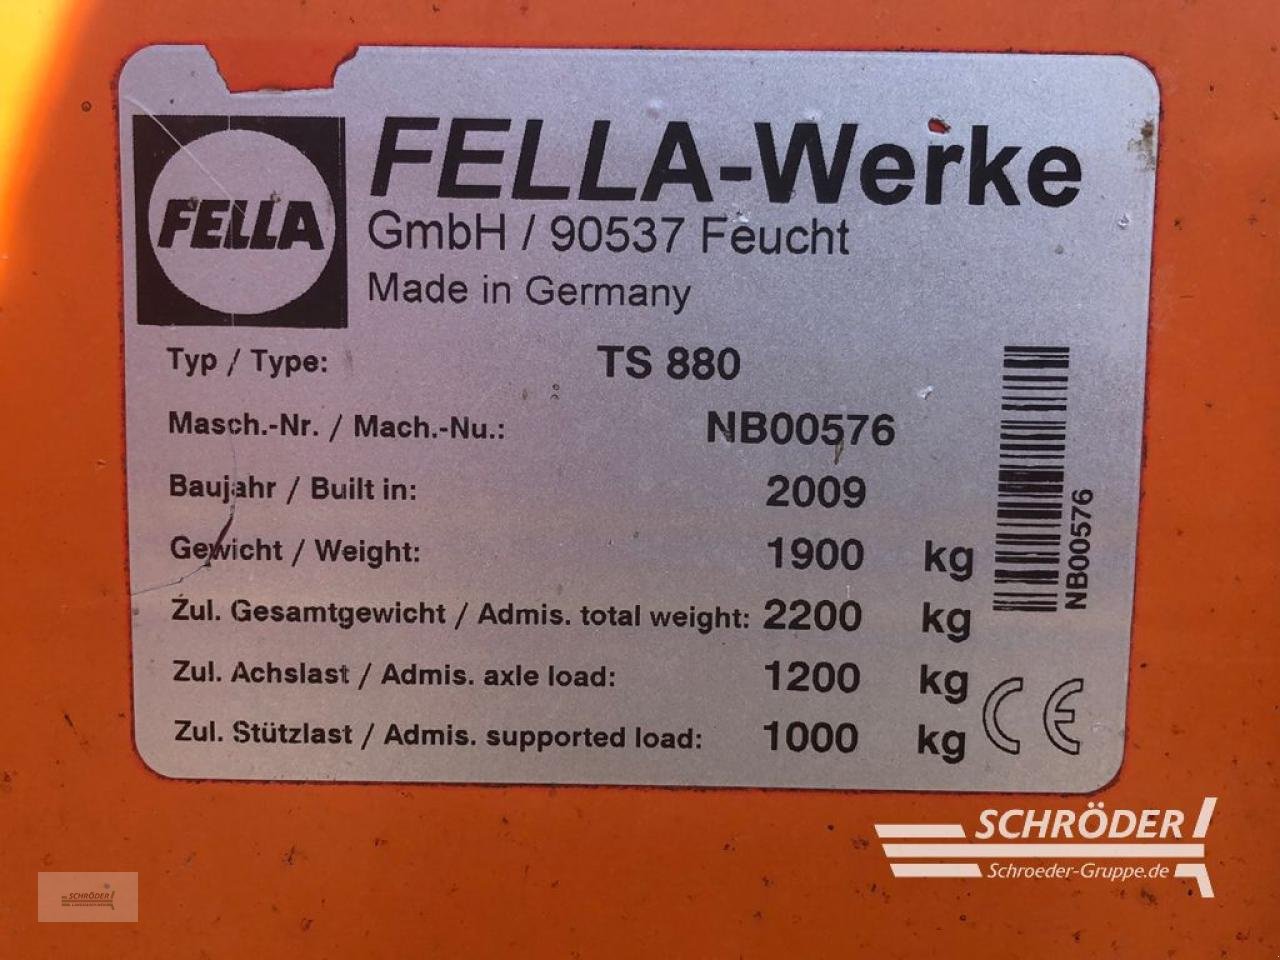 FELLA
FELLA-Werke
GmbH / 90537 Feucht
Made in Germany
Typ / Type: TS 880
Masch.-Nr. / Mach.-Nu.: NB00576
Baujahr / Built in: 2009
Gewicht / Weight: 1900 kg
Zul. Gesamtgewicht / Admis. total weight: 2200 kg
Zul. Achslast / Admis. axle load: 1200 kg
Zul. Stützlast / Admis. supported load: 1000 kg
NB00576
CE
SCHRÖDER
Schroeder-Gruppe.de
SCHRÖDER